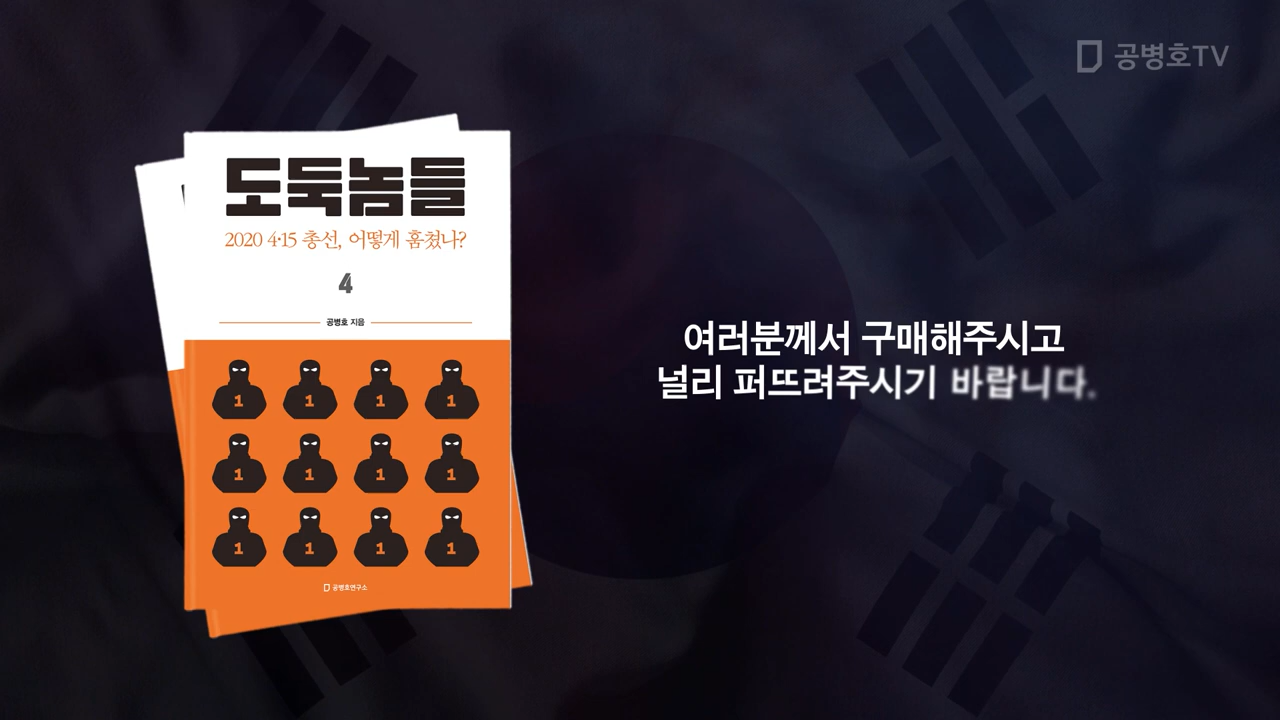 공병호TV
도둑놈들
2020 4·15 총선, 어떻게 훔쳤나?
4
공병호 지음
1 1 1 1
1 1 1 1
1 1 1 1
공병호연구소
여러분께서 구매해주시고
널리 퍼뜨려주시기 바랍니다.